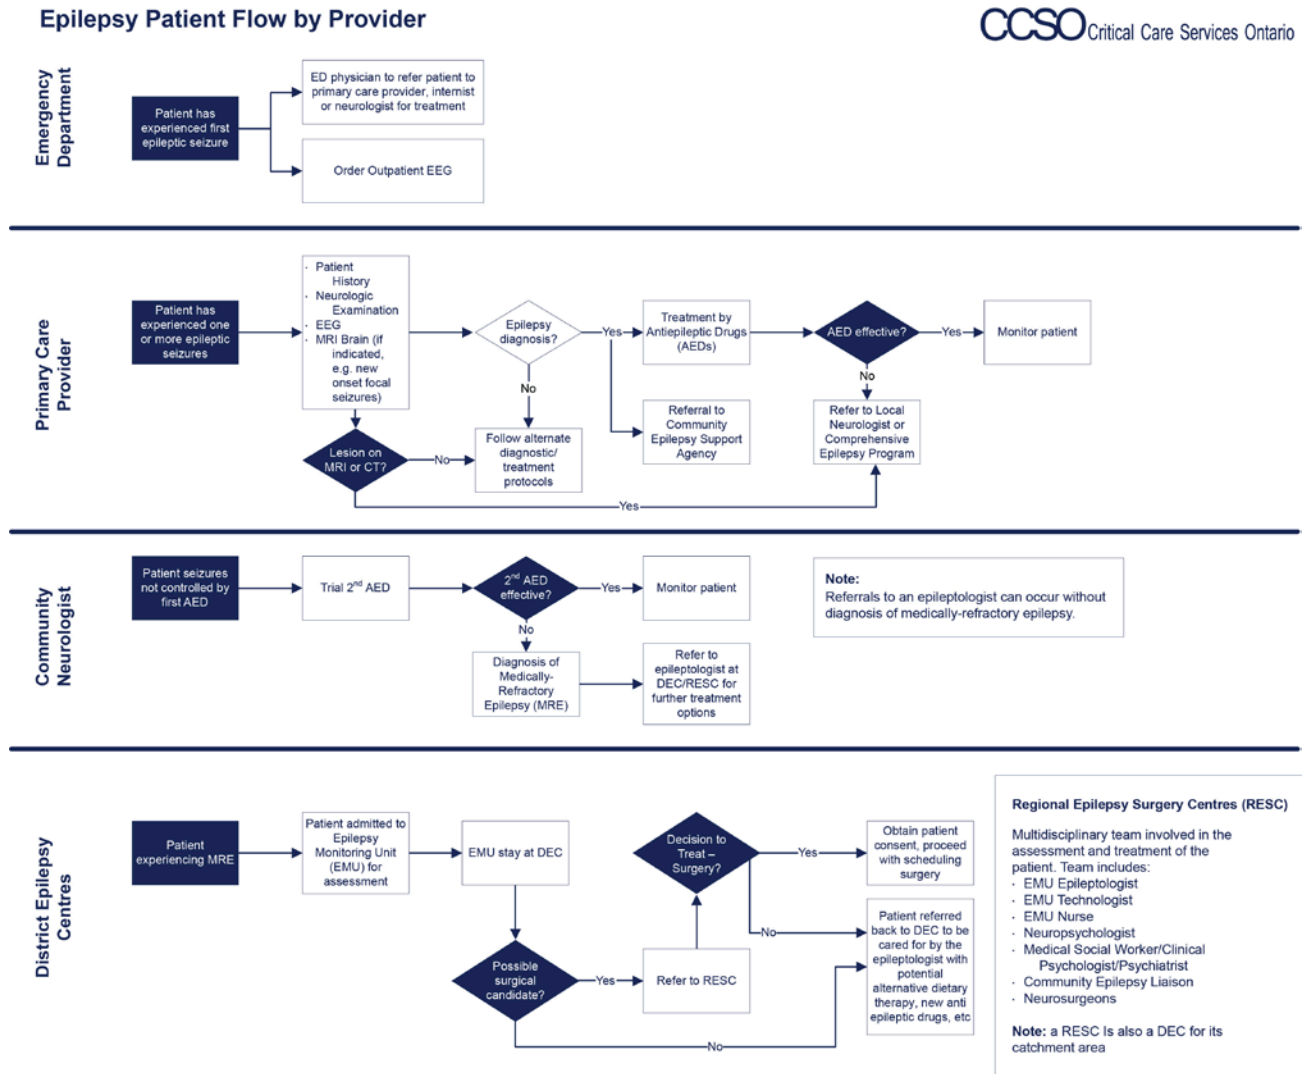 Epilepsy Patient Flow by Provider
CCSO Critical Care Services Ontario
Emergency
Department
Patient has
experienced first
epileptic seizure
ED physician to refer patient to
primary care provider, internist
or neurologist for treatment
Order Outpatient EEG
Primary Care
Provider
Patient has
experienced one
or more epileptic
seizures
· Patient
History
· Neurologic
Examination
· EEG
· MRI Brain (if
indicated,
e.g. new
onset focal
seizures)
Epilepsy
diagnosis?
Yes
Treatment by
Antiepileptic Drugs
(AEDs)
AED effective?
Yes
Monitor patient
No
No
Lesion on
MRI or CT?
No
Follow alternate
diagnostic/
treatment
protocols
Referral to
Community
Epilepsy Support
Agency
Refer to Local
Neurologist or
Comprehensive
Epilepsy Program
Yes
Community
Neurologist
Patient seizures
not controlled by
first AED
Trial 2nd AED
2nd AED
effective?
Yes
Monitor patient
Note:
Referrals to an epileptologist can occur without
diagnosis of medically-refractory epilepsy.
No
Diagnosis of
Medically-
Refractory
Epilepsy (MRE)
Refer to
epileptologist at
DEC/RESC for
further treatment
options
District Epilepsy
Centres
Patient
experiencing MRE
Patient admitted to
Epilepsy
Monitoring Unit
(EMU) for
assessment
EMU stay at DEC
Decision to
Treat –
Surgery?
Yes
Obtain patient
consent, proceed
with scheduling
surgery
No
Possible
surgical
candidate?
Yes
Refer to RESC
Patient referred
back to DEC to be
cared for by the
epileptologist with
potential
alternative dietary
therapy, new anti
epileptic drugs, etc
No
Regional Epilepsy Surgery Centres (RESC)
Multidisciplinary team involved in the
assessment and treatment of the
patient. Team includes:
· EMU Epileptologist
· EMU Technologist
· EMU Nurse
· Neuropsychologist
· Medical Social Worker/Clinical
Psychologist/Psychiatrist
· Community Epilepsy Liaison
· Neurosurgeons
Note: a RESC Is also a DEC for its
catchment area